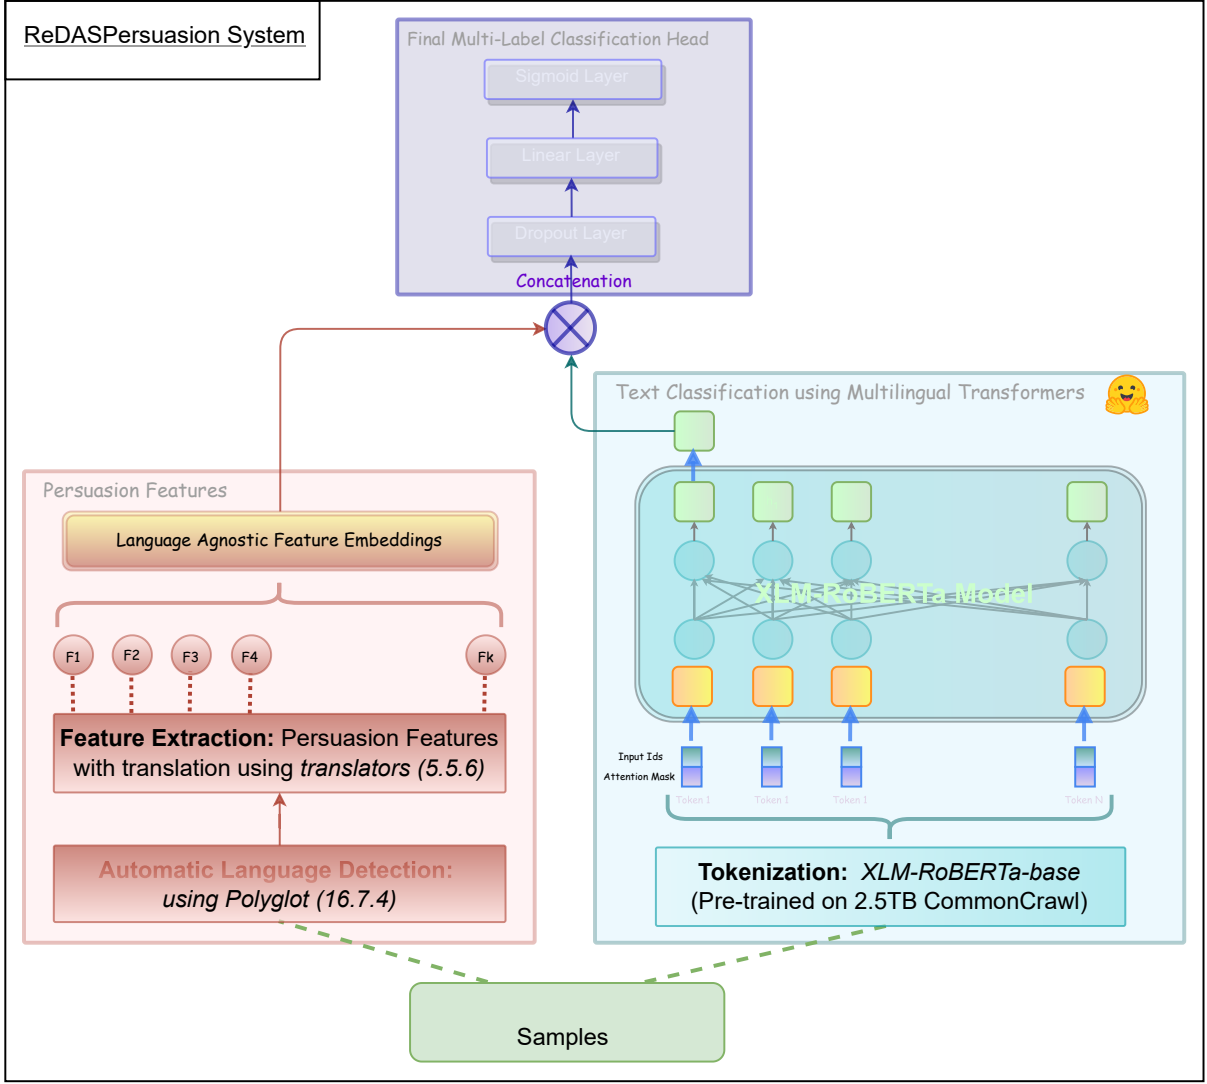 ReDASPersuasion System
Final Multi-Label Classification Head
Sigmoid Layer
Linear Layer
Dropout Layer
Concatenation
Text Classification using Multilingual Transformers
Persuasion Features
Language Agnostic Feature Embeddings
XLM-RoBERTa Model
F1
F2
F3
F4
Fk
Feature Extraction: Persuasion Features
with translation using translators (5.5.6)
Input Ids
Attention Mask
Token 1
Token 1
Token 1
Token N
Automatic Language Detection:
using Polyglot (16.7.4)
Tokenization: XLM-RoBERTa-base
(Pre-trained on 2.5TB CommonCrawl)
Samples